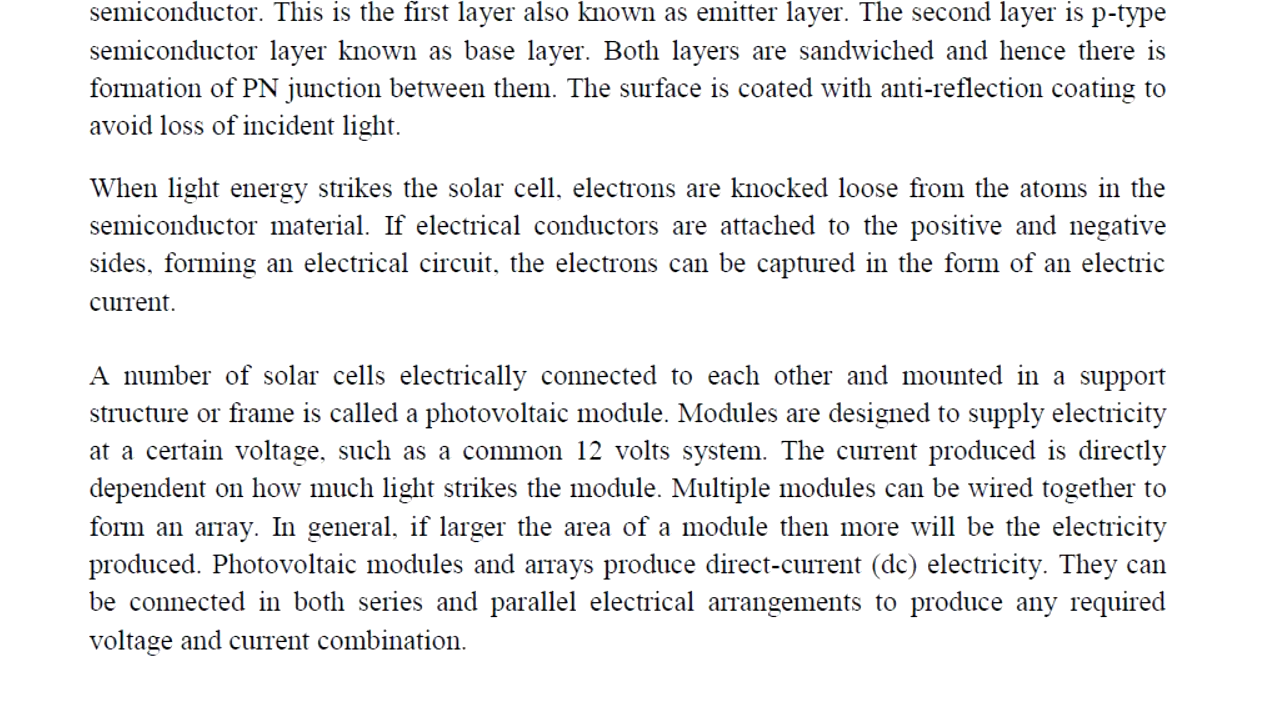 semiconductor. This is the first layer also known as emitter layer. The second layer is p-type
semiconductor layer known as base layer. Both layers are sandwiched and hence there is
formation of PN junction between them. The surface is coated with anti-reflection coating to
avoid loss of incident light.
When light energy strikes the solar cell, electrons are knocked loose from the atoms in the
semiconductor material. If electrical conductors are attached to the positive and negative
sides, forming an electrical circuit, the electrons can be captured in the form of an electric
current.
A number of solar cells electrically connected to each other and mounted in a support
structure or frame is called a photovoltaic module. Modules are designed to supply electricity
at a certain voltage, such as a common 12 volts system. The current produced is directly
dependent on how much light strikes the module. Multiple modules can be wired together to
form an array. In general, if larger the area of a module then more will be the electricity
produced. Photovoltaic modules and arrays produce direct-current (dc) electricity. They can
be connected in both series and parallel electrical arrangements to produce any required
voltage and current combination.